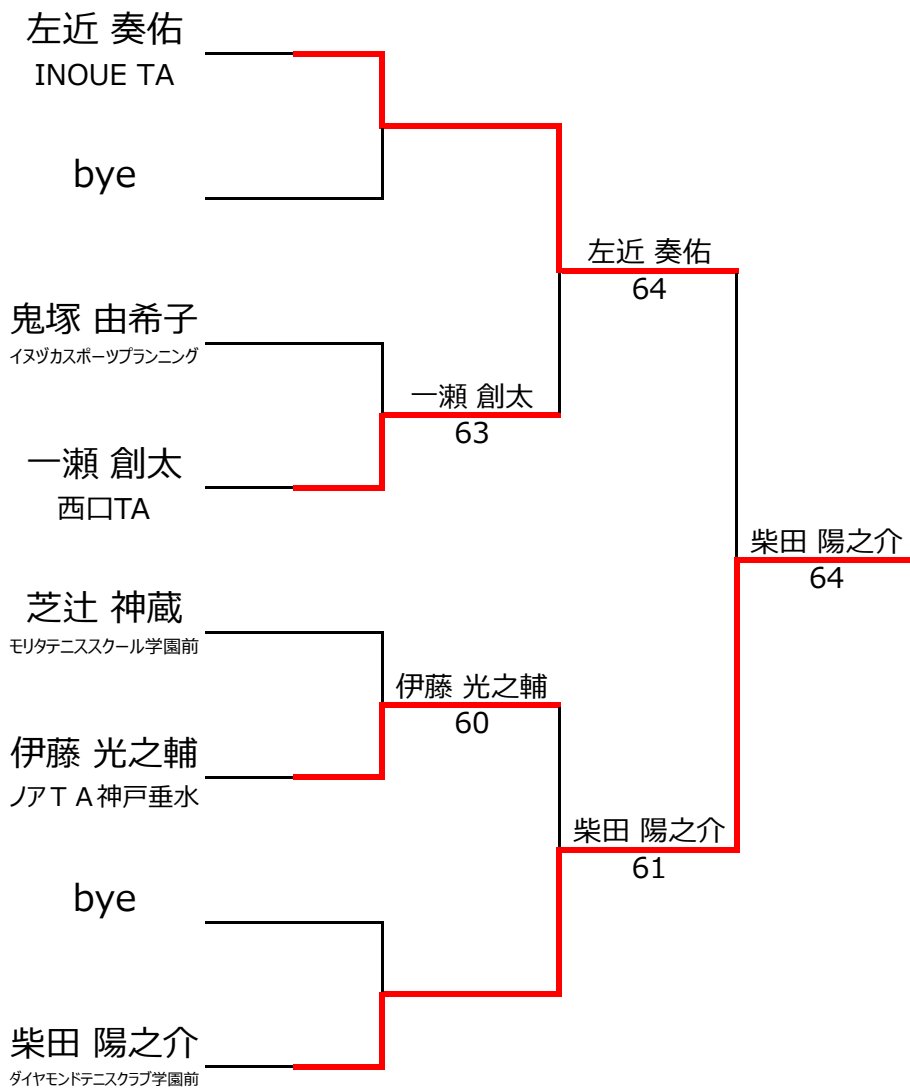 左近 奏佑
INOUE TA
bye
左近 奏佑
64
鬼塚 由希子
イヌヅカスポーツプランニング
一瀬 創太
63
一瀬 創太
西口TA
柴田 陽之介
64
芝辻 神蔵
モリタテニススクール学園前
伊藤 光之輔
60
伊藤 光之輔
ノアＴＡ神戸垂水
柴田 陽之介
61
bye
柴田 陽之介
ダイヤモンドテニスクラブ学園前